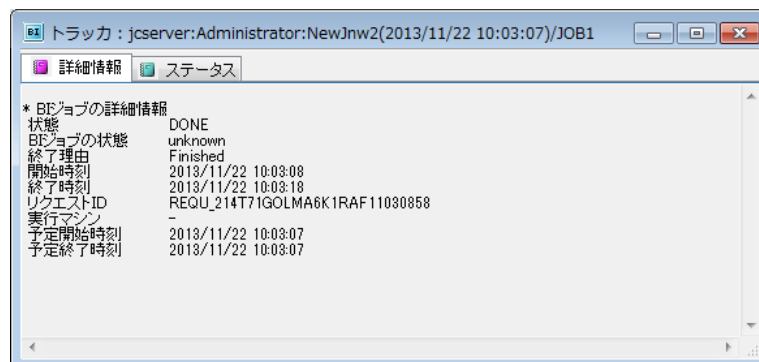 BI トラッカ : jcserver:Administrator:NewJnw2(2013/11/22 10:03:07)/JOB1
詳細情報 ステータス
* BIジョブの詳細情報
状態 DONE
BIジョブの状態 unknown
終了理由 Finished
開始時刻 2013/11/22 10:03:08
終了時刻 2013/11/22 10:03:18
リクエストID REQU_214T71GOLMA6K1RAF11030858
実行マシン -
予定開始時刻 2013/11/22 10:03:07
予定終了時刻 2013/11/22 10:03:07